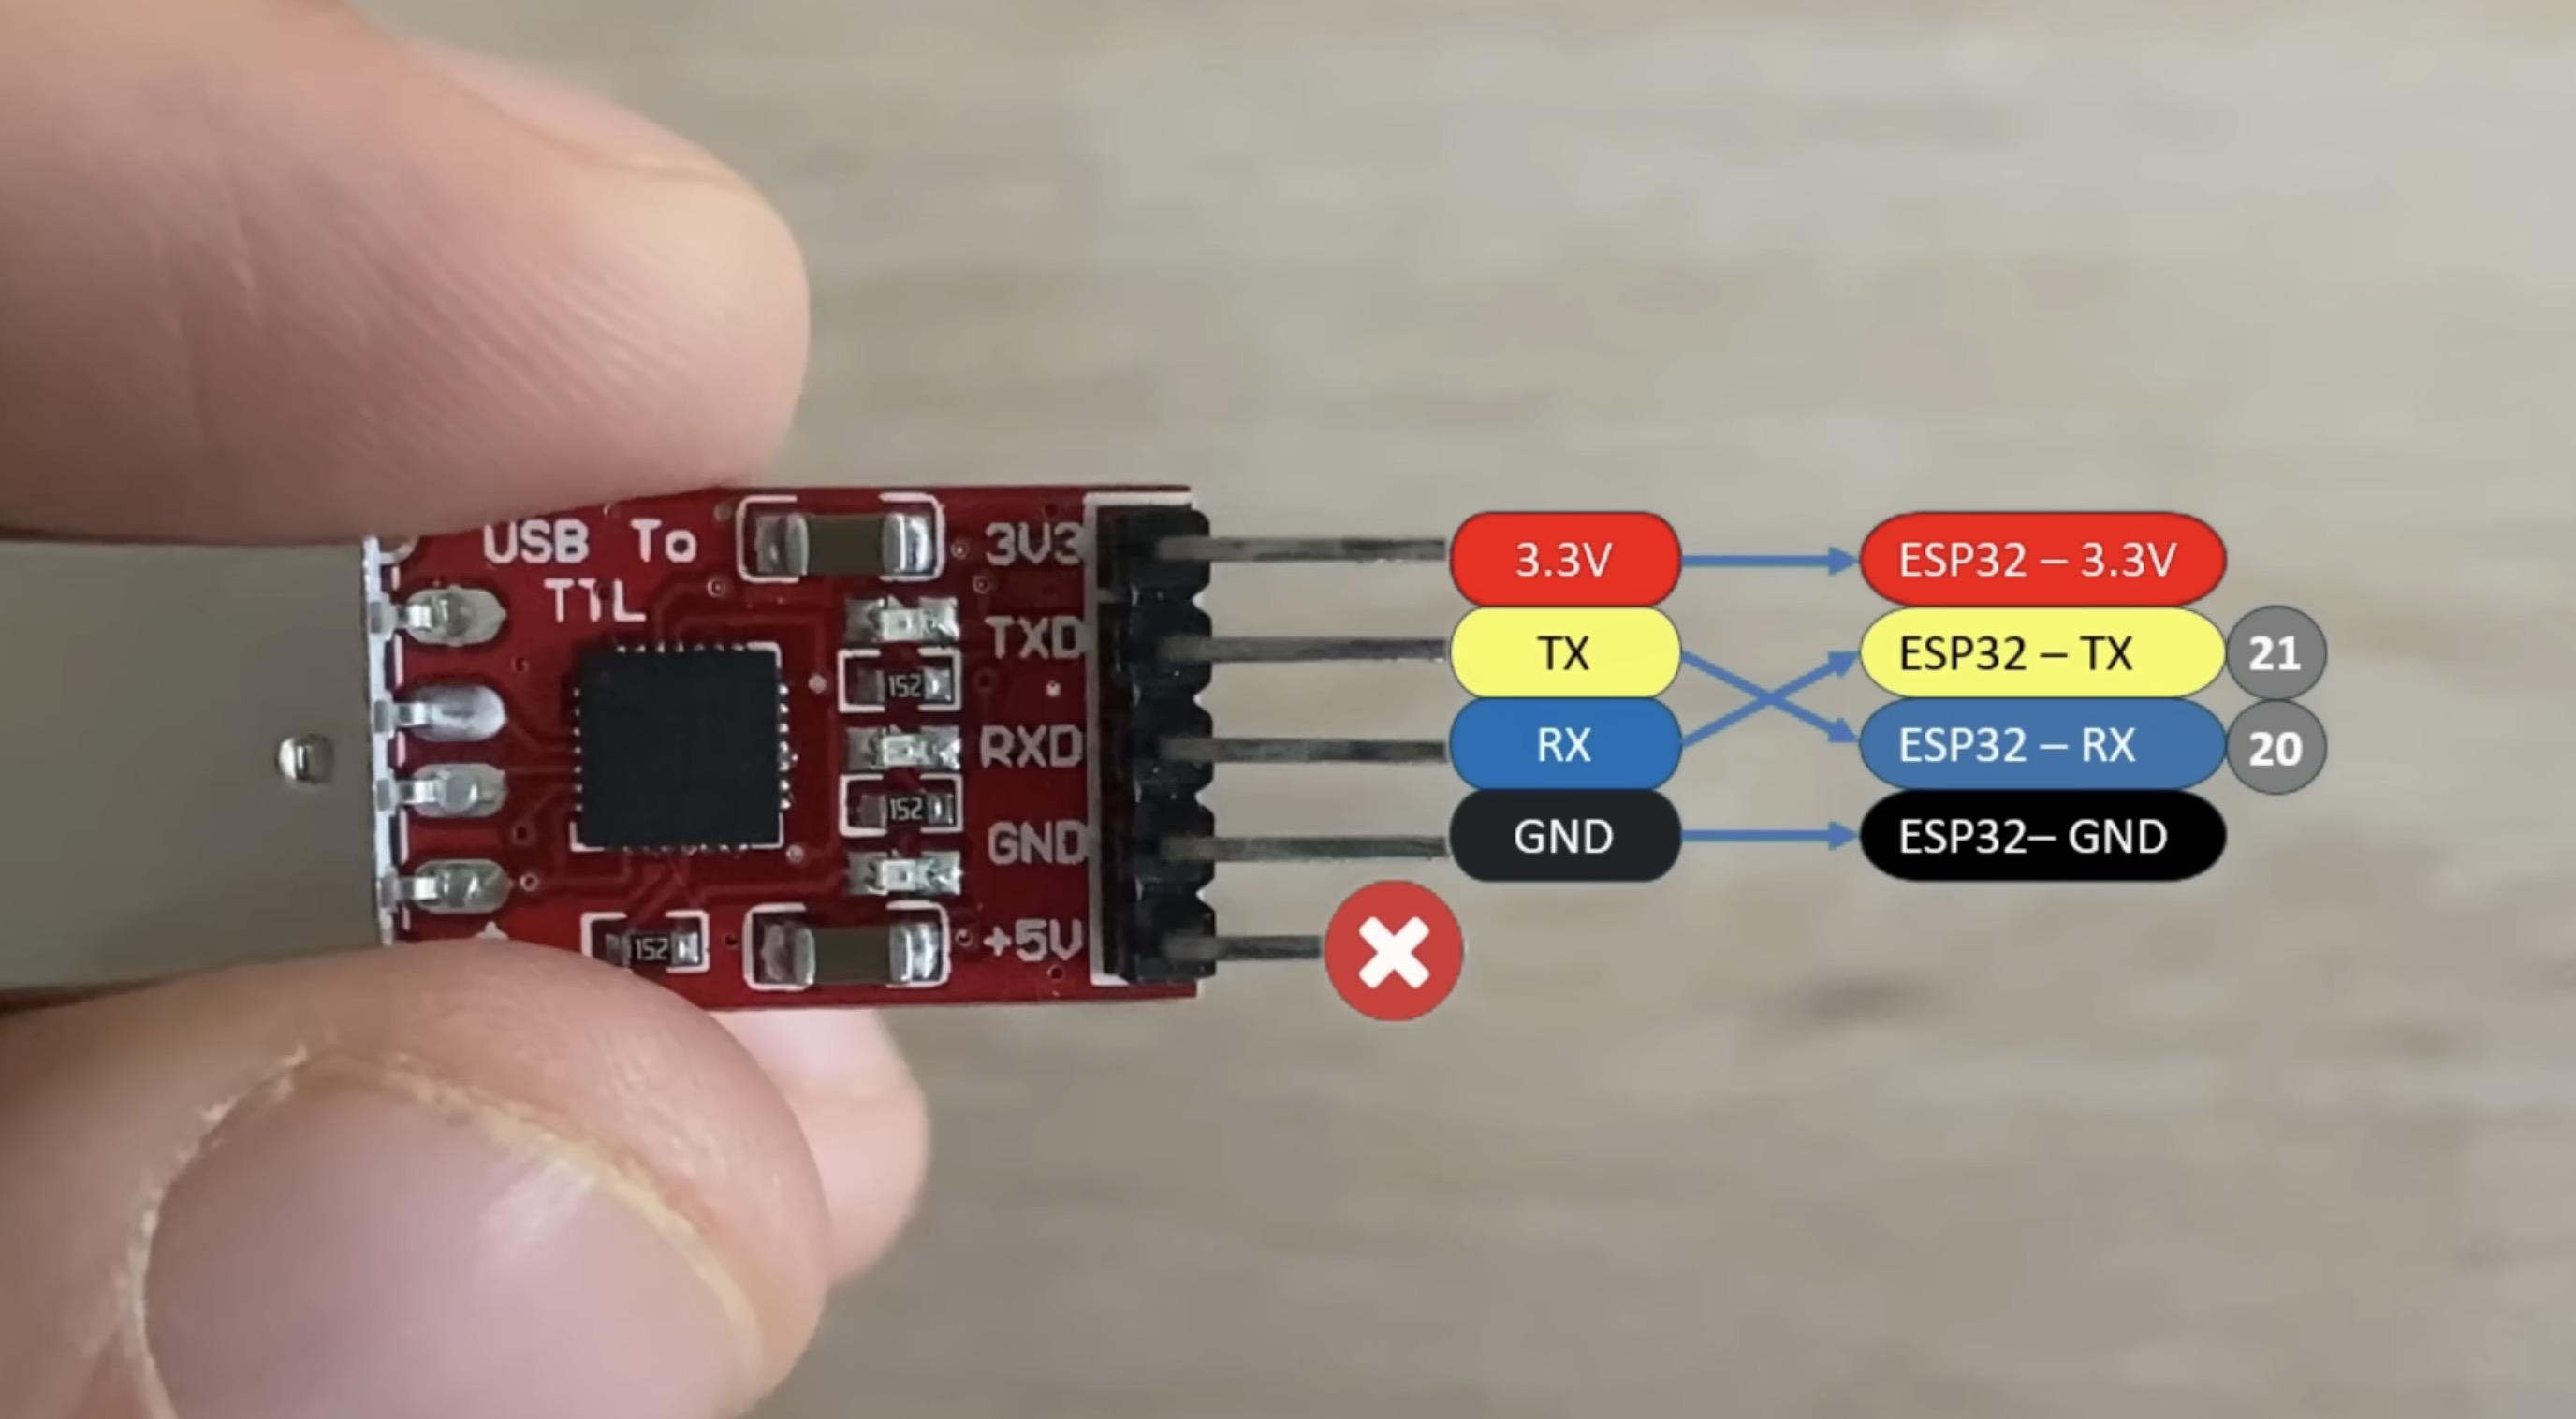 USB To
TTL
3V3
TXD
RXD
GND
+5V
152
152
152
3.3V
TX
RX
GND
ESP32 – 3.3V
ESP32 – TX
21
ESP32 – RX
20
ESP32– GND